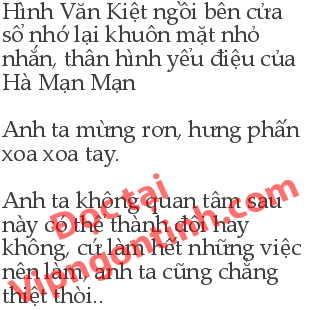 Hình Văn Kiệt ngồi bên cửa
sổ nhớ lại khuôn mặt nhỏ
nhắn, thân hình yểu điệu của
Hà Mạn Mạn
Anh ta mừng rơn, hưng phấn
xoa xoa tay.
Anh ta không quan tâm sau
này có thể thành đôi hay
không, cứ làm hết những việc
nên làm, anh ta cũng chẳng
thiệt thòi..
Đọc tại
Vipngontinh.com